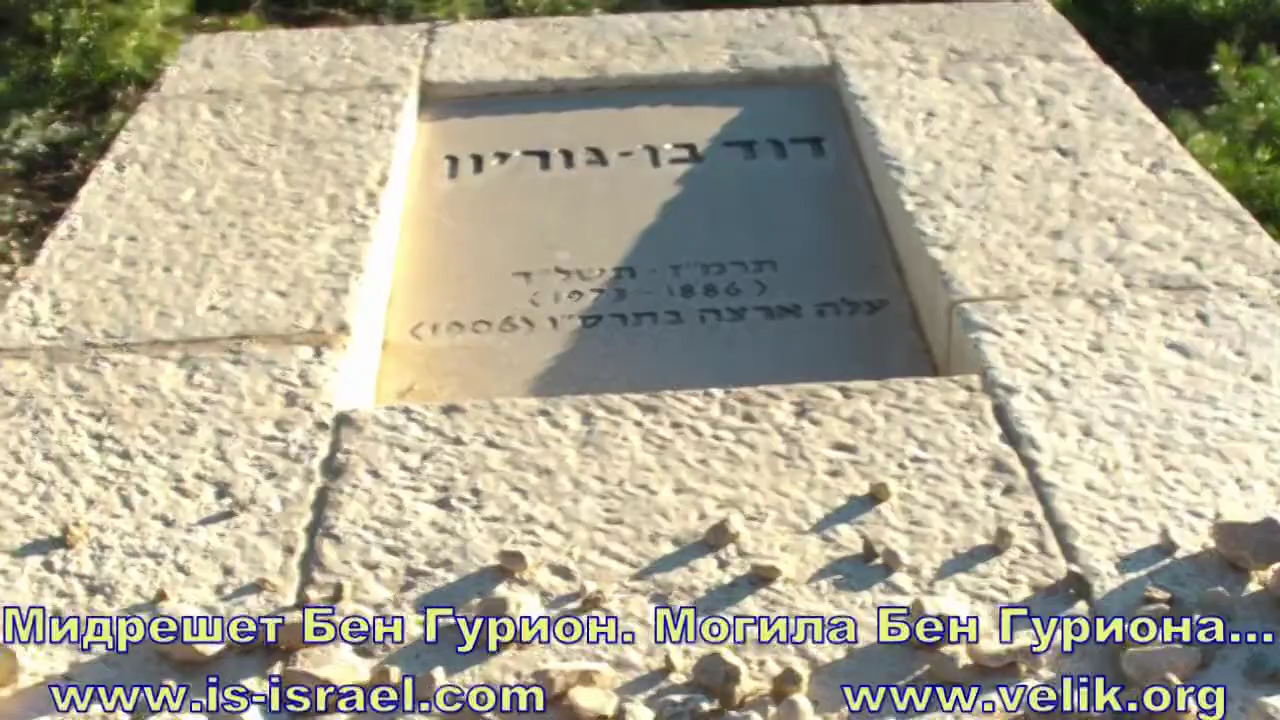 דוד בן-גוריון
תרמ"ז - תשל"ד
(1886 - 1973)
עלה ארצה בתרס"ו (1906)
Мидрешет Бен Гурион. Могила Бен Гуриона...
www.is-israel.com
www.velik.org